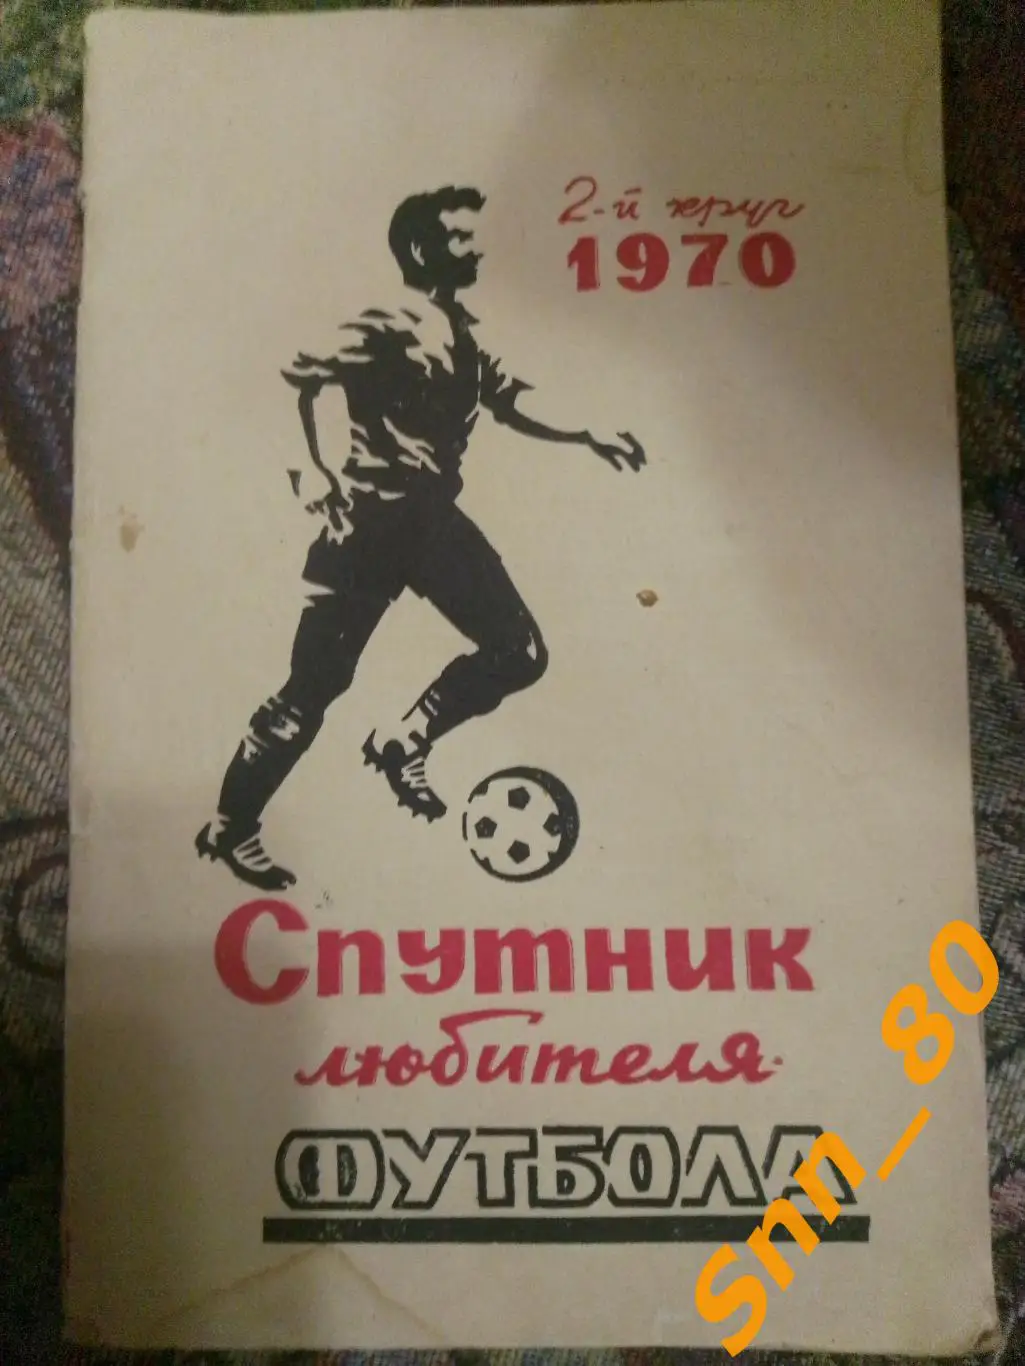 2-й круг
1970
Спутник
любителя
ФУТБОЛА
Snn_80